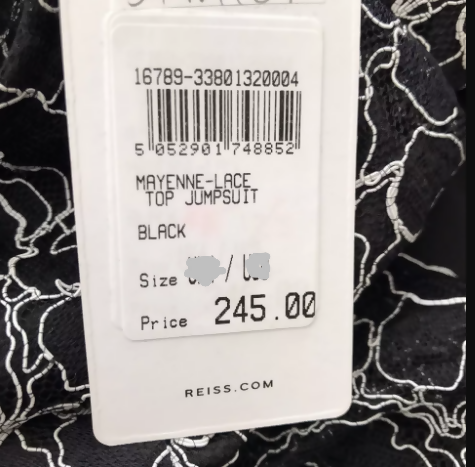 16789-33801320004
5 052901 748852
MAYENNE-LACE
TOP JUMPSUIT
BLACK
Size /
Price 245.00
REISS.COM